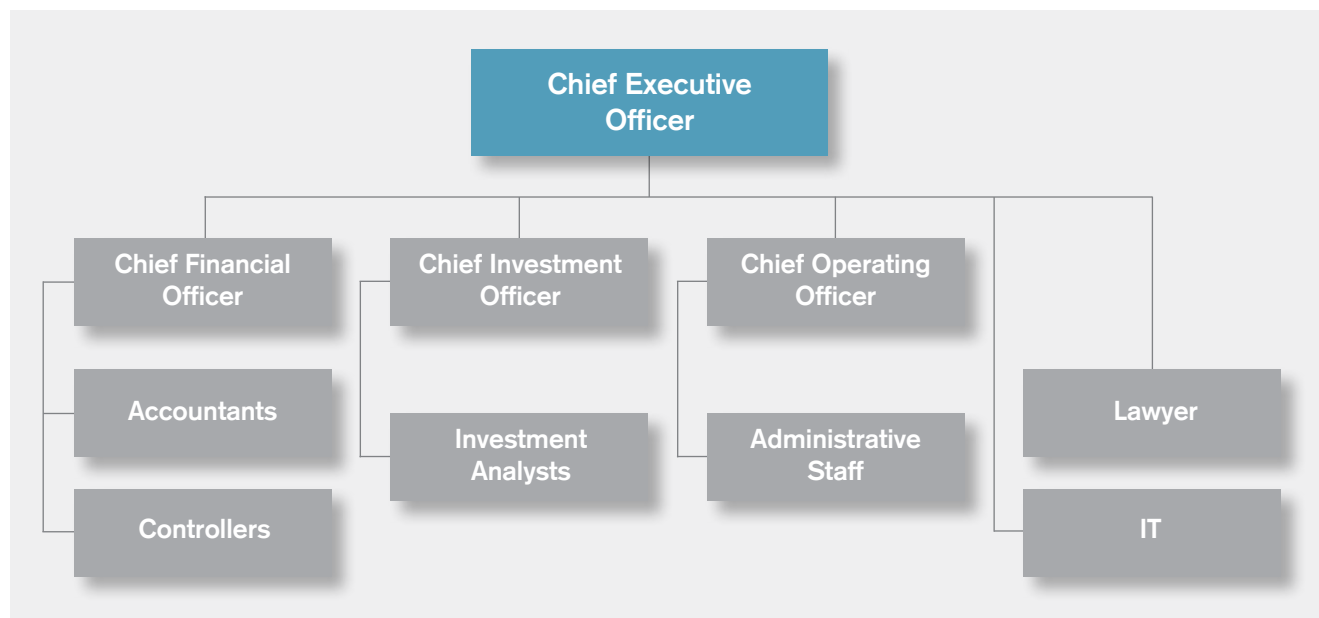 Chief Executive
Officer
Chief Financial
Officer
Chief Investment
Officer
Chief Operating
Officer
Accountants
Lawyer
Investment
Analysts
Administrative
Staff
Controllers
IT